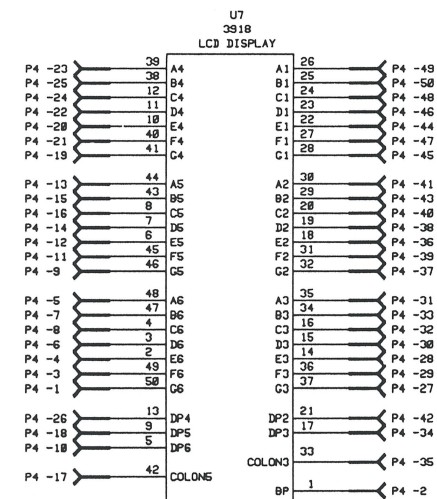 U7
3918
LCD DISPLAY
P4 -23 39 A4 A1 26 P4 -49
P4 -25 38 B4 B1 25 P4 -50
P4 -24 12 C4 C1 24 P4 -48
P4 -22 11 D4 D1 23 P4 -46
P4 -20 10 E4 E1 22 P4 -44
P4 -21 40 F4 F1 27 P4 -47
P4 -19 41 G4 G1 28 P4 -45
P4 -13 44 A5 A2 30 P4 -41
P4 -15 43 B5 B2 29 P4 -43
P4 -16 8 C5 C2 20 P4 -40
P4 -14 7 D5 D2 19 P4 -38
P4 -12 6 E5 E2 18 P4 -36
P4 -11 45 F5 F2 31 P4 -39
P4 -9 46 G5 G2 32 P4 -37
P4 -5 48 A6 A3 35 P4 -31
P4 -7 47 B6 B3 34 P4 -33
P4 -8 4 C6 C3 16 P4 -32
P4 -6 3 D6 D3 15 P4 -30
P4 -4 2 E6 E3 14 P4 -28
P4 -3 49 F6 F3 36 P4 -29
P4 -1 50 G6 G3 37 P4 -27
P4 -26 13 DP4 DP2 21 P4 -42
P4 -18 9 DP5 DP3 17 P4 -34
P4 -10 5 DP6
COLON3 33 P4 -35
P4 -17 42 COLON5
BP 1 P4 -2